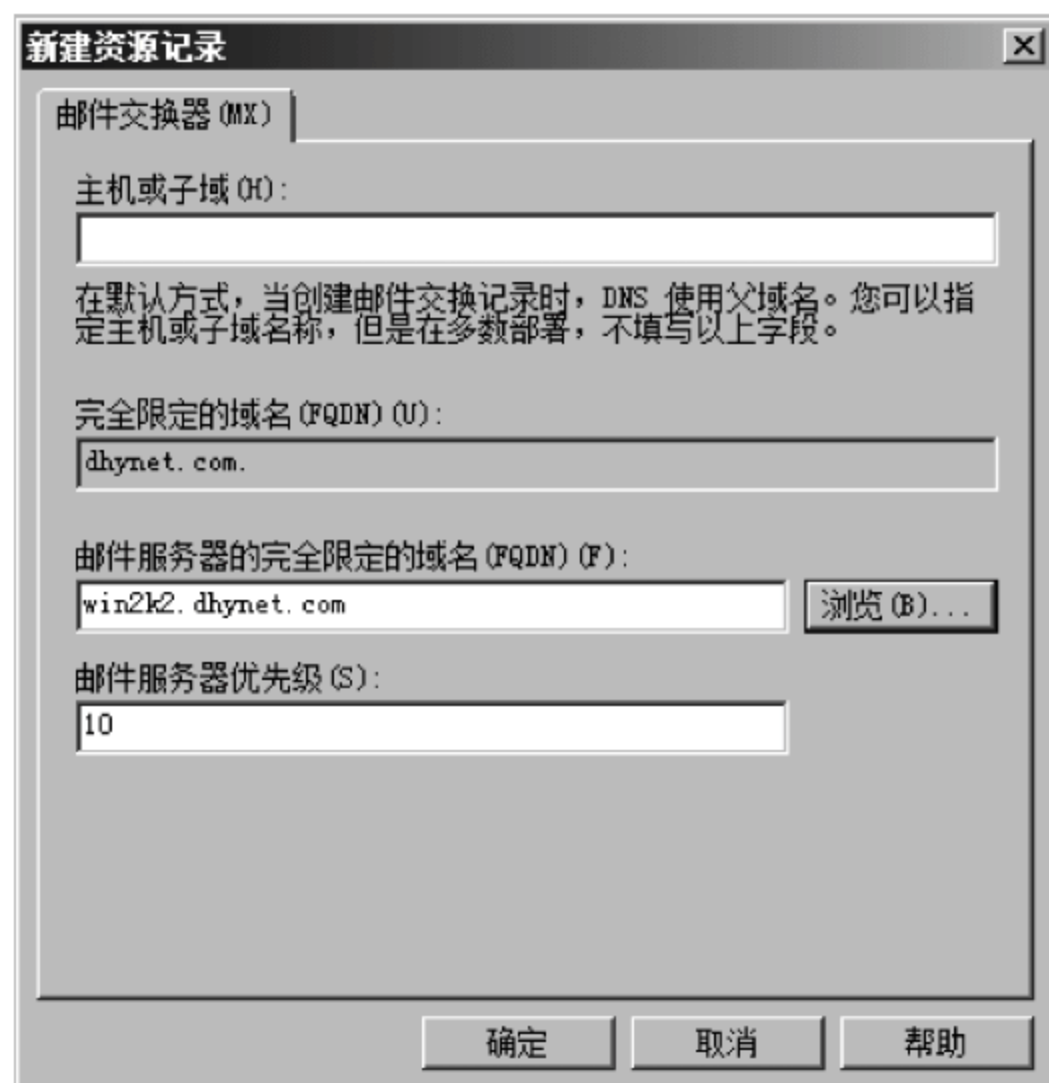 新建资源记录
邮件交换器(MX)
主机或子域(H):
在默认方式，当创建邮件交换记录时，DNS 使用父域名。您可以指
定主机或子域名称，但是在多数部署，不填写以上字段。
完全限定的域名(FQDN)(U):
dhynet.com.
邮件服务器的完全限定的域名(FQDN)(F):
win2k2.dhynet.com
浏览(B)...
邮件服务器优先级(S):
10
确定 取消 帮助